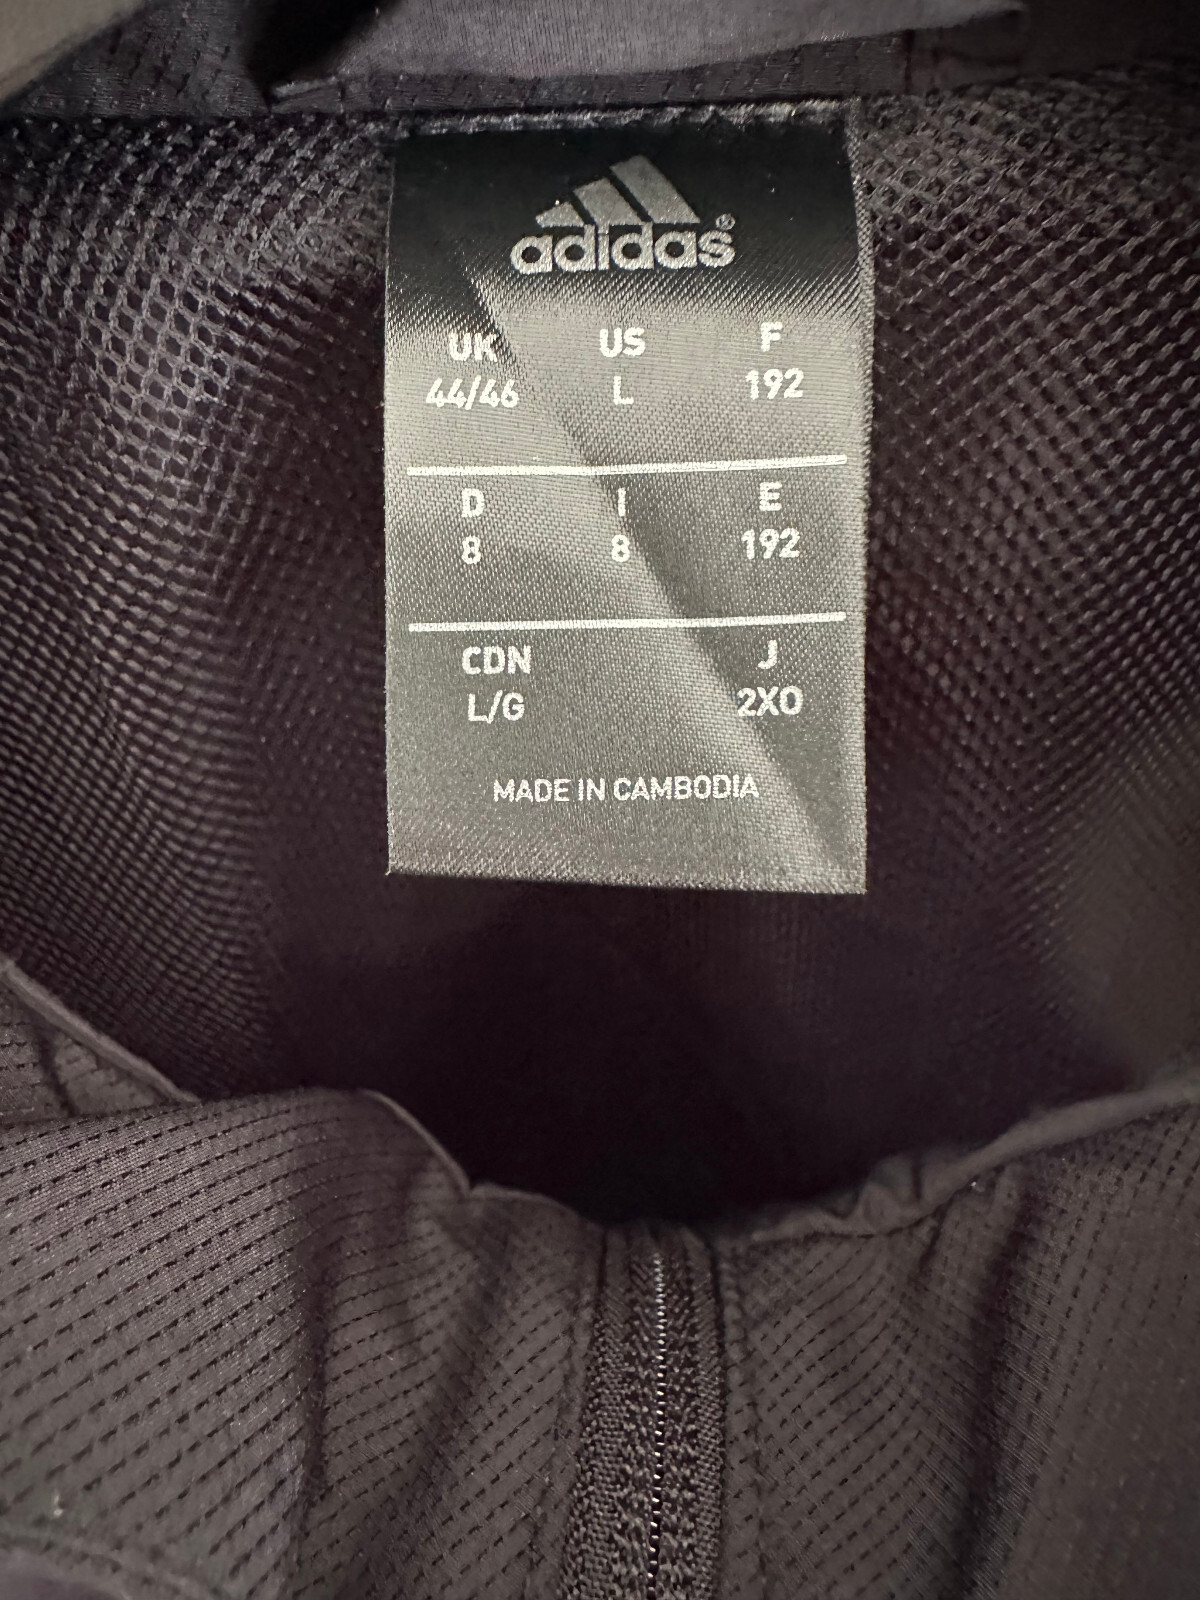 adidas®
UK US F
44/46 L 192
D I E
8 8 192
CDN J
L/G 2XO
MADE IN CAMBODIA